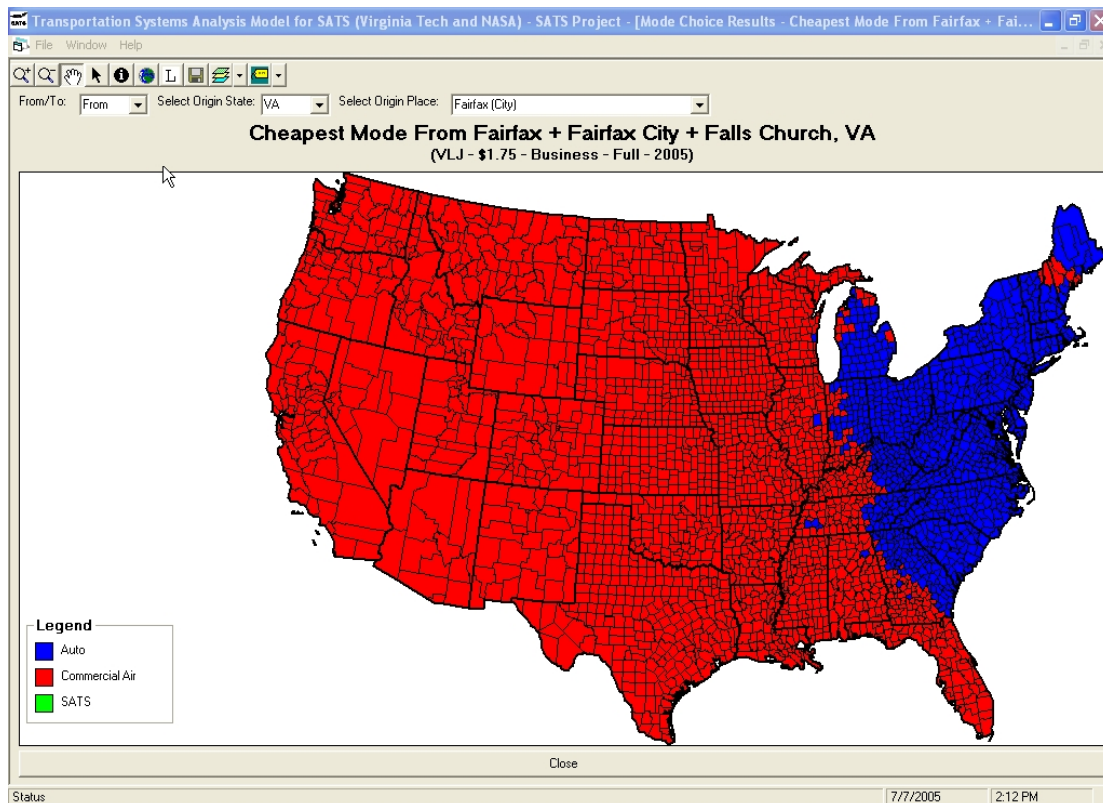 Transportation Systems Analysis Model for SATS (Virginia Tech and NASA) - SATS Project - [Mode Choice Results - Cheapest Mode From Fairfax + Fai...
File Window Help
L
From/To: From Select Origin State: VA Select Origin Place: Fairfax (City)
Cheapest Mode From Fairfax + Fairfax City + Falls Church, VA
(VLJ - $1.75 - Business - Full - 2005)
Legend
Auto
Commercial Air
SATS
Close
Status 7/7/2005 2:12 PM